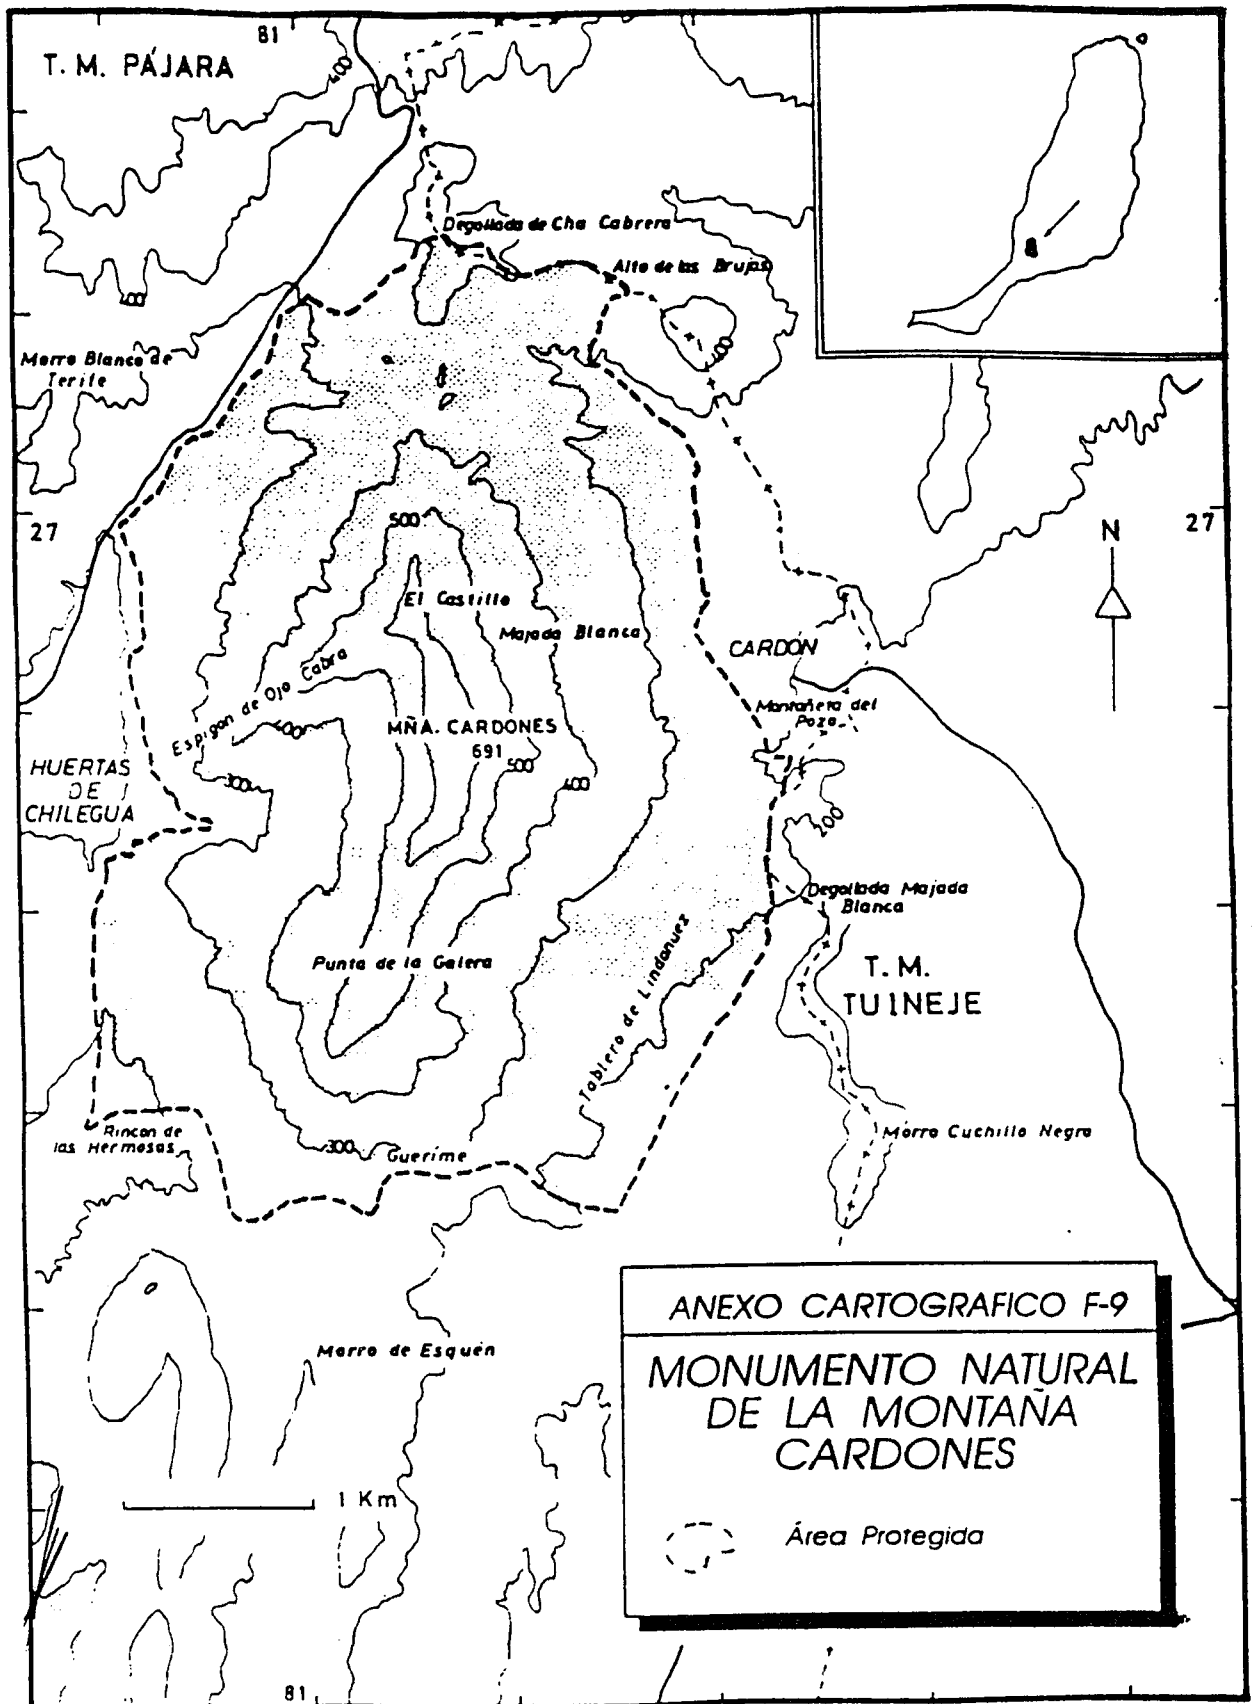 81
T. M. PÁJARA
400
Degollada de Cha Cabrera
Alto de las Brujas
400
400
Morro Blanco de
Terife
27
27
N
500
El Castillo
Majada Blanca
CARDON
Espigon de Ojo Cabra
Montañeta del
Pozo
MÑA. CARDONES
691
400
500
400
300
HUERTAS
DE
CHILEGUA
200
Degollada Majada
Blanca
Punta de la Galera
Tablero de Lindanuez
T. M.
TUINEJE
Rincon de
las Hermosas
300
Guerime
Morro Cuchillo Negro
ANEXO CARTOGRAFICO F-9
MONUMENTO NATURAL
DE LA MONTAÑA
CARDONES
Área Protegida
Morro de Esquén
1 Km
81